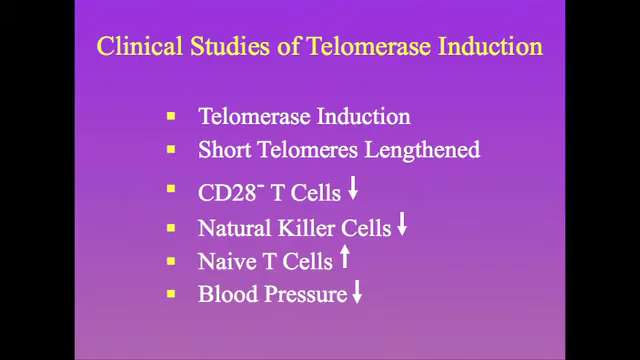 Clinical Studies of Telomerase Induction
▪ Telomerase Induction
▪ Short Telomeres Lengthened
▪ CD28⁻ T Cells ↓
▪ Natural Killer Cells ↓
▪ Naive T Cells ↑
▪ Blood Pressure ↓